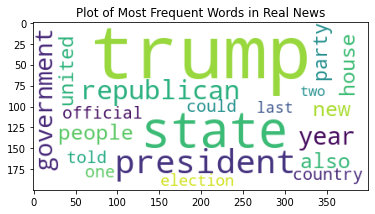 Plot of Most Frequent Words in Real News
0
25
50
75
100
125
150
175
0 50 100 150 200 250 300 350
trump
government
united
party
house
republican
two
official
could
last
new
people
state
year
told
president
also
one
country
election